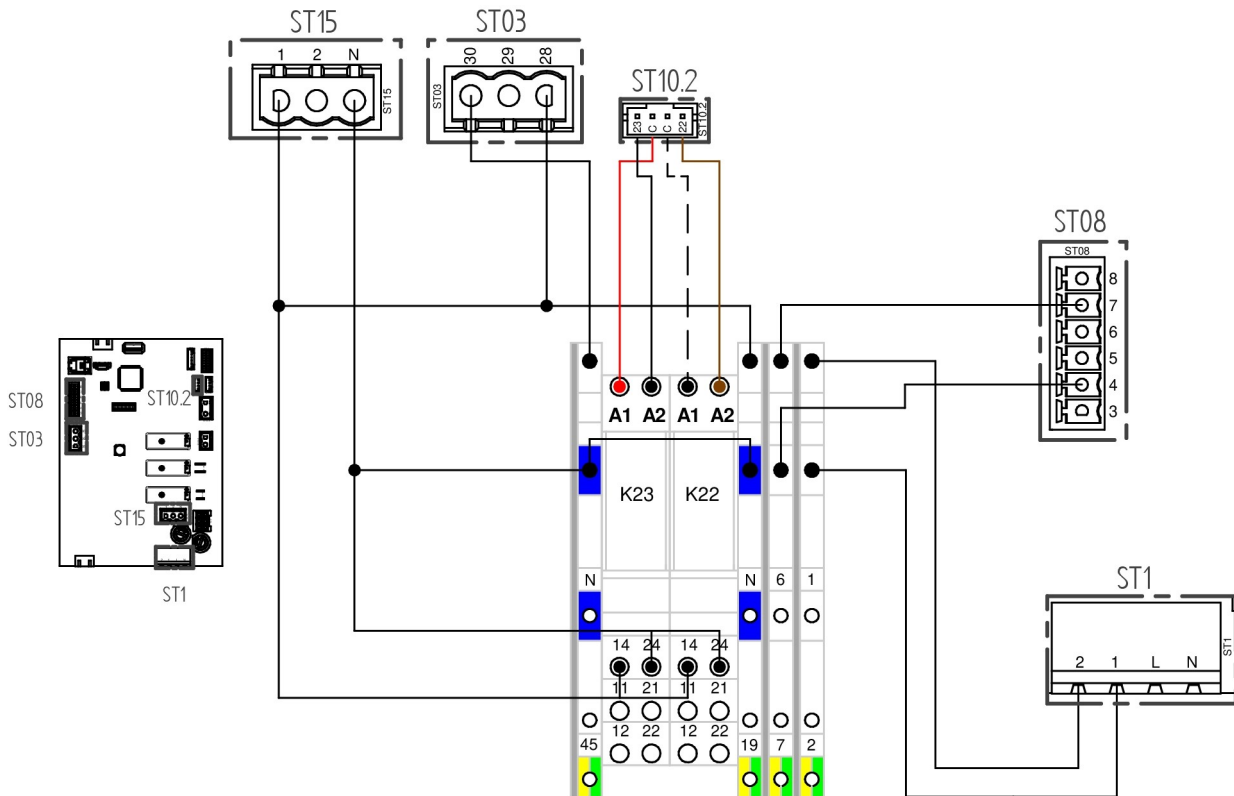 ST15
ST03
1 2 N
ST15
30 29 28
ST03
ST10.2
23 C C 22
ST10.2
ST08
ST08
8
7
6
5
4
3
A1 A2 A1 A2
K23 K22
ST08
ST10.2
ST03
ST15
ST1
N N 6 1
ST1
2 1 L N
ST1
14 24 14 24
11 21 11 21
12 22 12 22
45 19 7 2